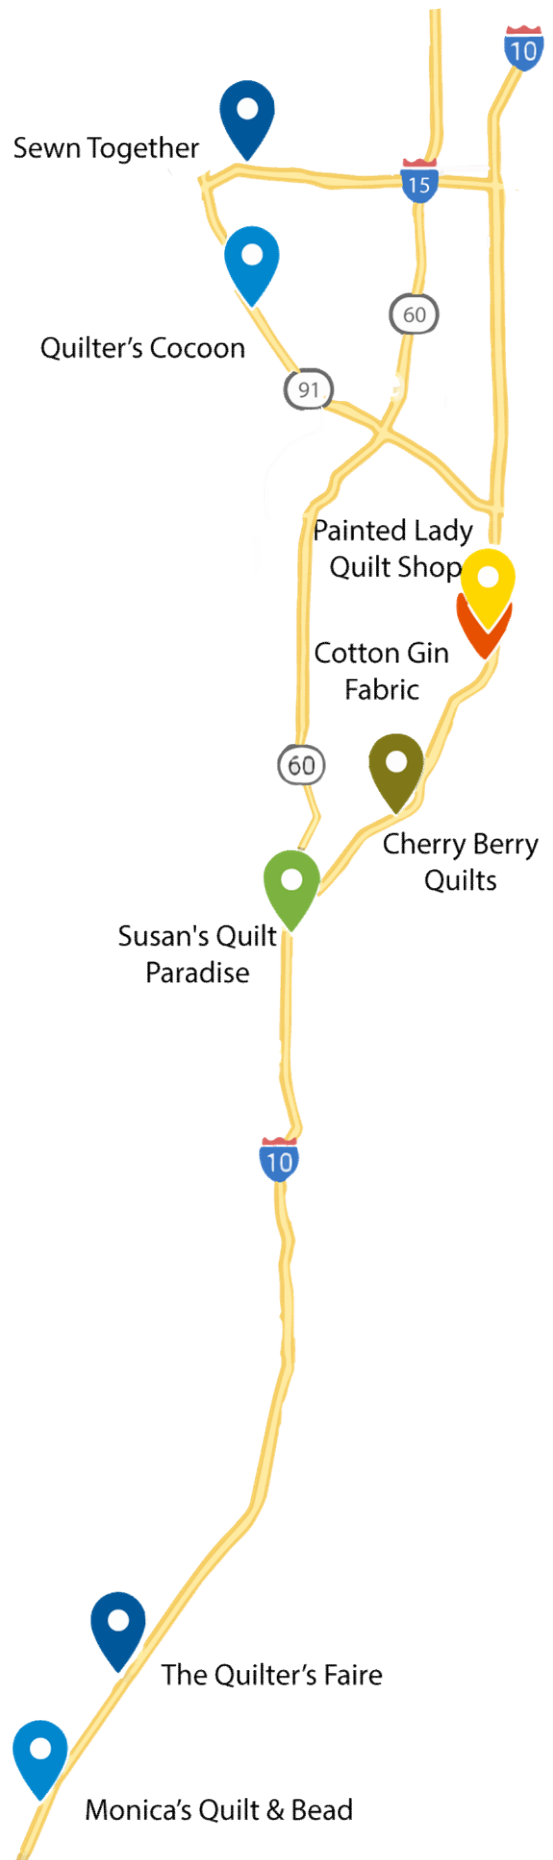 10
Sewn Together
15
60
Quilter’s Cocoon
91
Painted Lady
Quilt Shop
Cotton Gin
Fabric
60
Cherry Berry
Quilts
Susan's Quilt
Paradise
10
The Quilter’s Faire
Monica’s Quilt & Bead